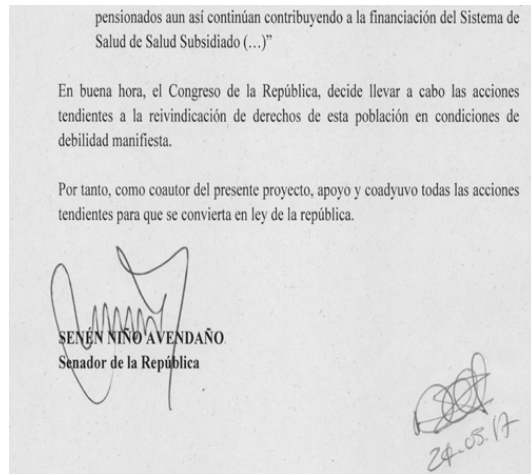 pensionados aun así continúan contribuyendo a la financiación del Sistema de
Salud de Salud Subsidiado (…)”
En buena hora, el Congreso de la República, decide llevar a cabo las acciones
tendientes a la reivindicación de derechos de esta población en condiciones de
debilidad manifiesta.
Por tanto, como coautor del presente proyecto, apoyo y coadyuvo todas las acciones
tendientes para que se convierta en ley de la república.
SENÉN NIÑO AVENDAÑO
Senador de la República
24.05.17